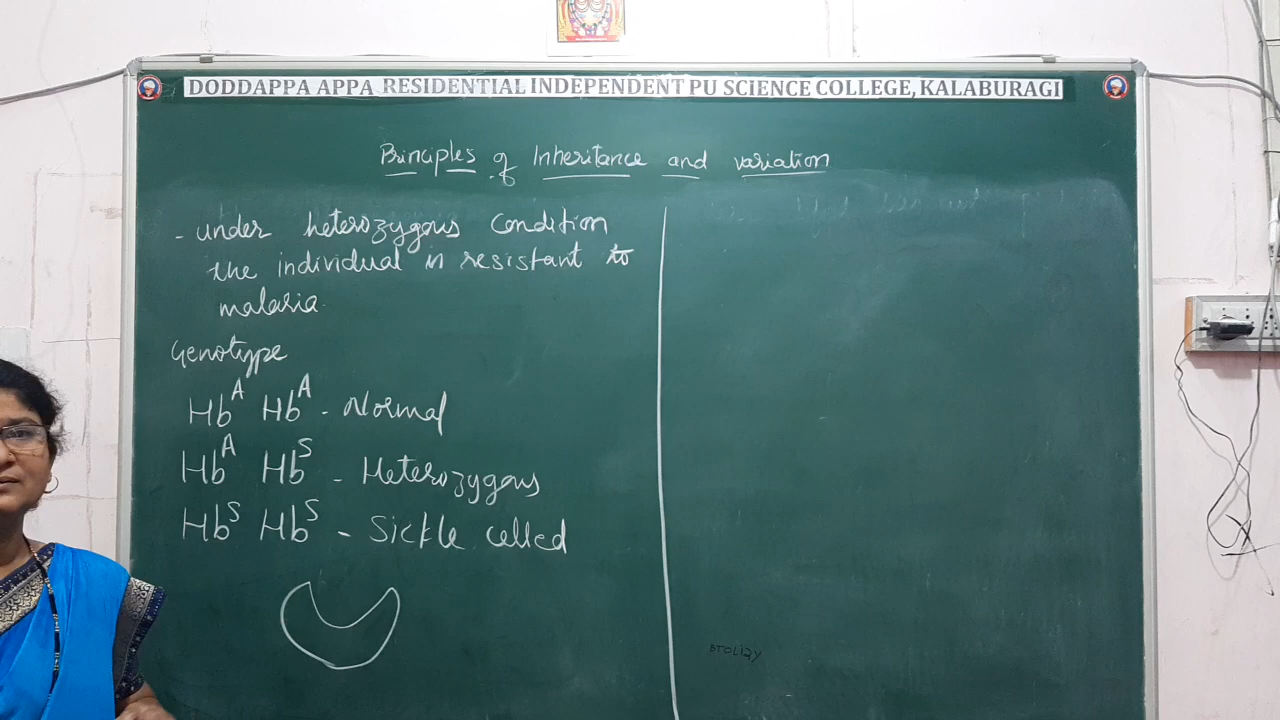 DODDAPPA APPA RESIDENTIAL INDEPENDENT PU SCIENCE COLLEGE, KALABURAGI
Principles of Inheritance and variation
- under heterozygous condition
the individual is resistant to
malaria.
Genotype
Hb^A Hb^A - Normal
Hb^A Hb^S - Heterozygous
Hb^S Hb^S - Sickle celled